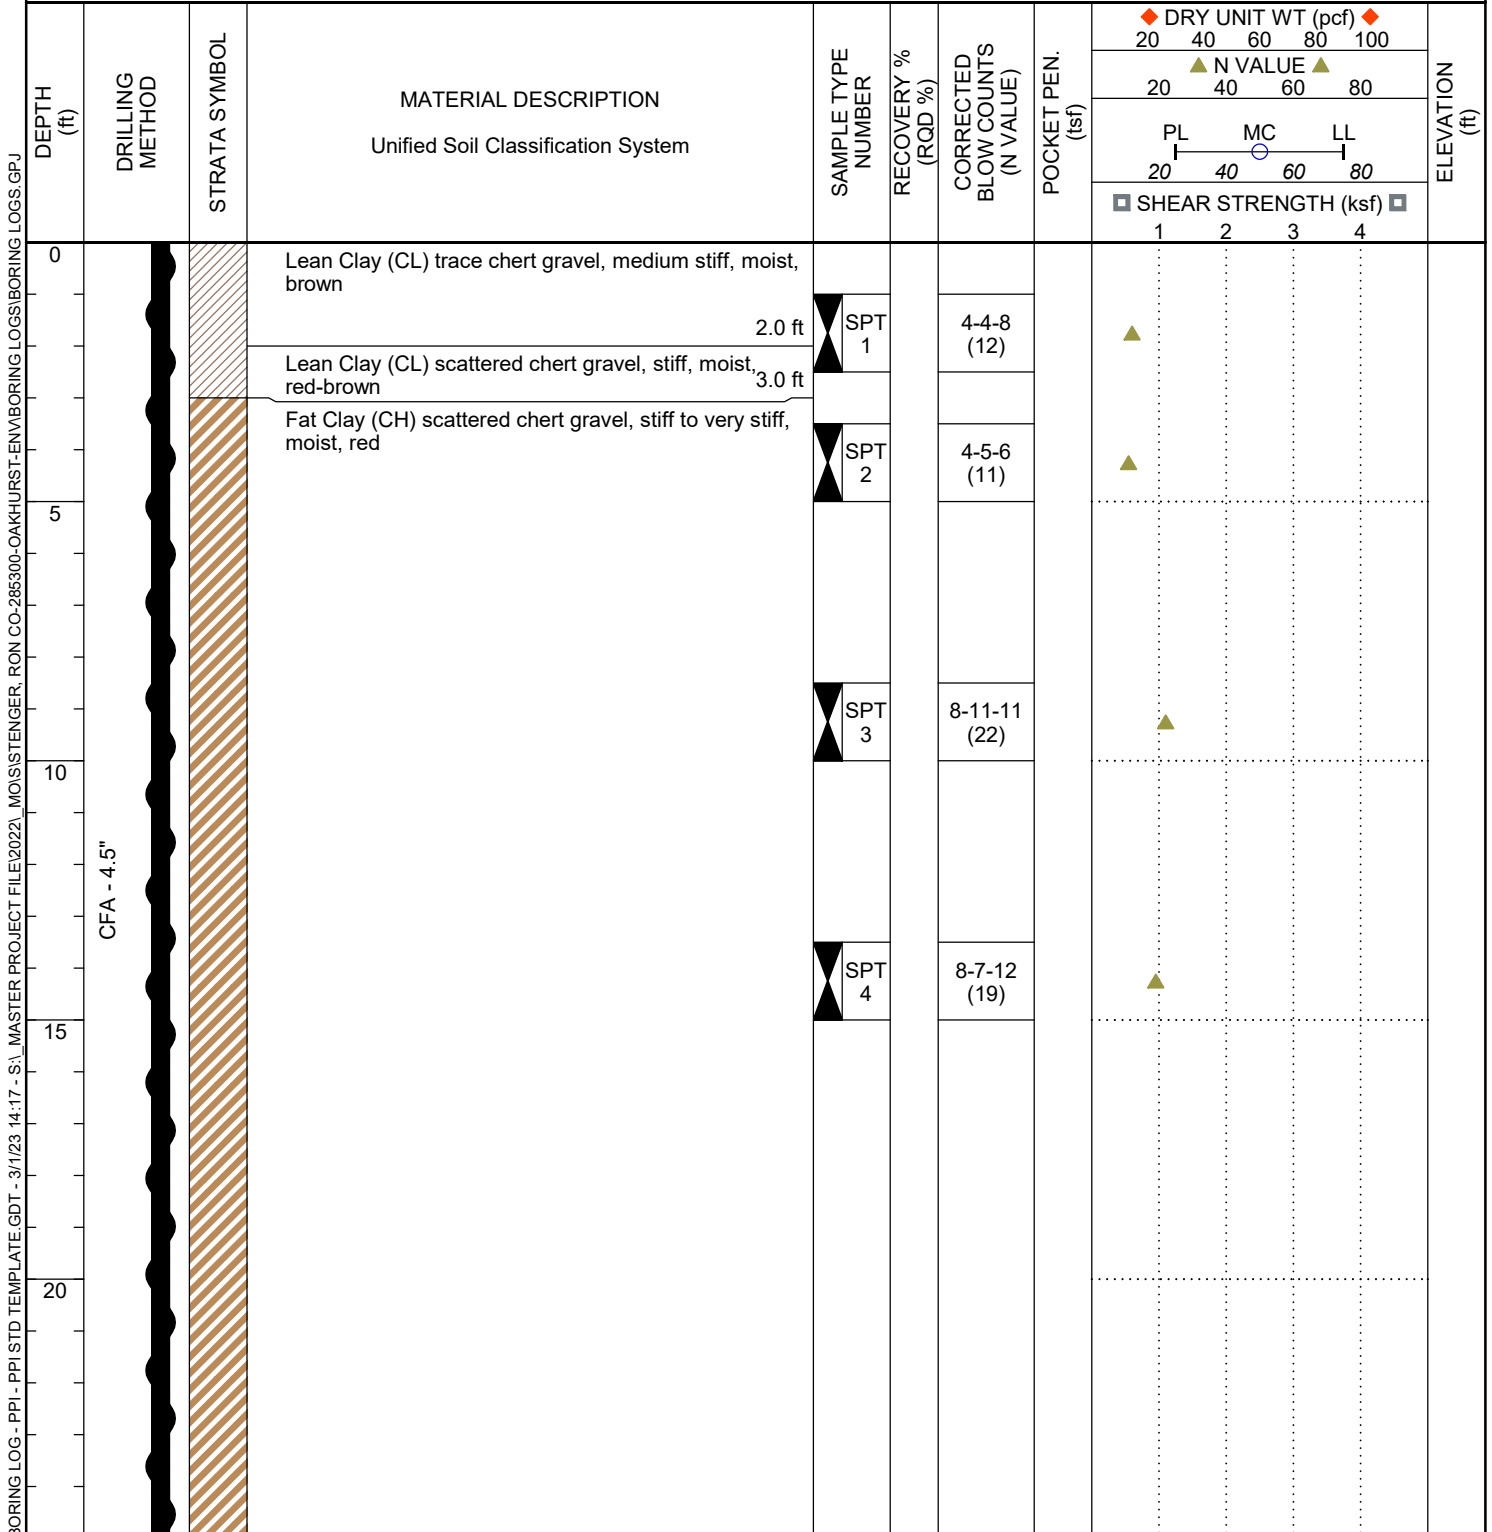 DEPTH
(ft)
DRILLING
METHOD
STRATA SYMBOL
MATERIAL DESCRIPTION
Unified Soil Classification System
SAMPLE TYPE
NUMBER
RECOVERY %
(RQD %)
CORRECTED
BLOW COUNTS
(N VALUE)
POCKET PEN.
(tsf)
DRY UNIT WT (pcf)
20 40 60 80 100
N VALUE
20 40 60 80
PL MC LL
20 40 60 80
SHEAR STRENGTH (ksf)
1 2 3 4
ELEVATION
(ft)
0
Lean Clay (CL) trace chert gravel, medium stiff, moist,
brown
2.0 ft
SPT
1
4-4-8
(12)
Lean Clay (CL) scattered chert gravel, stiff, moist,
red-brown
3.0 ft
Fat Clay (CH) scattered chert gravel, stiff to very stiff,
moist, red
SPT
2
4-5-6
(11)
5
SPT
3
8-11-11
(22)
10
CFA - 4.5"
SPT
4
8-7-12
(19)
15
20
BORING LOG - PPI - PPI STD TEMPLATE.GDT - 3/1/23 14:17 - S:\_MASTER PROJECT FILE\2022\_MO\S\STENGER, RON CO-285300-OAKHURST-ENV\BORING LOGS\BORING LOGS.GPJ